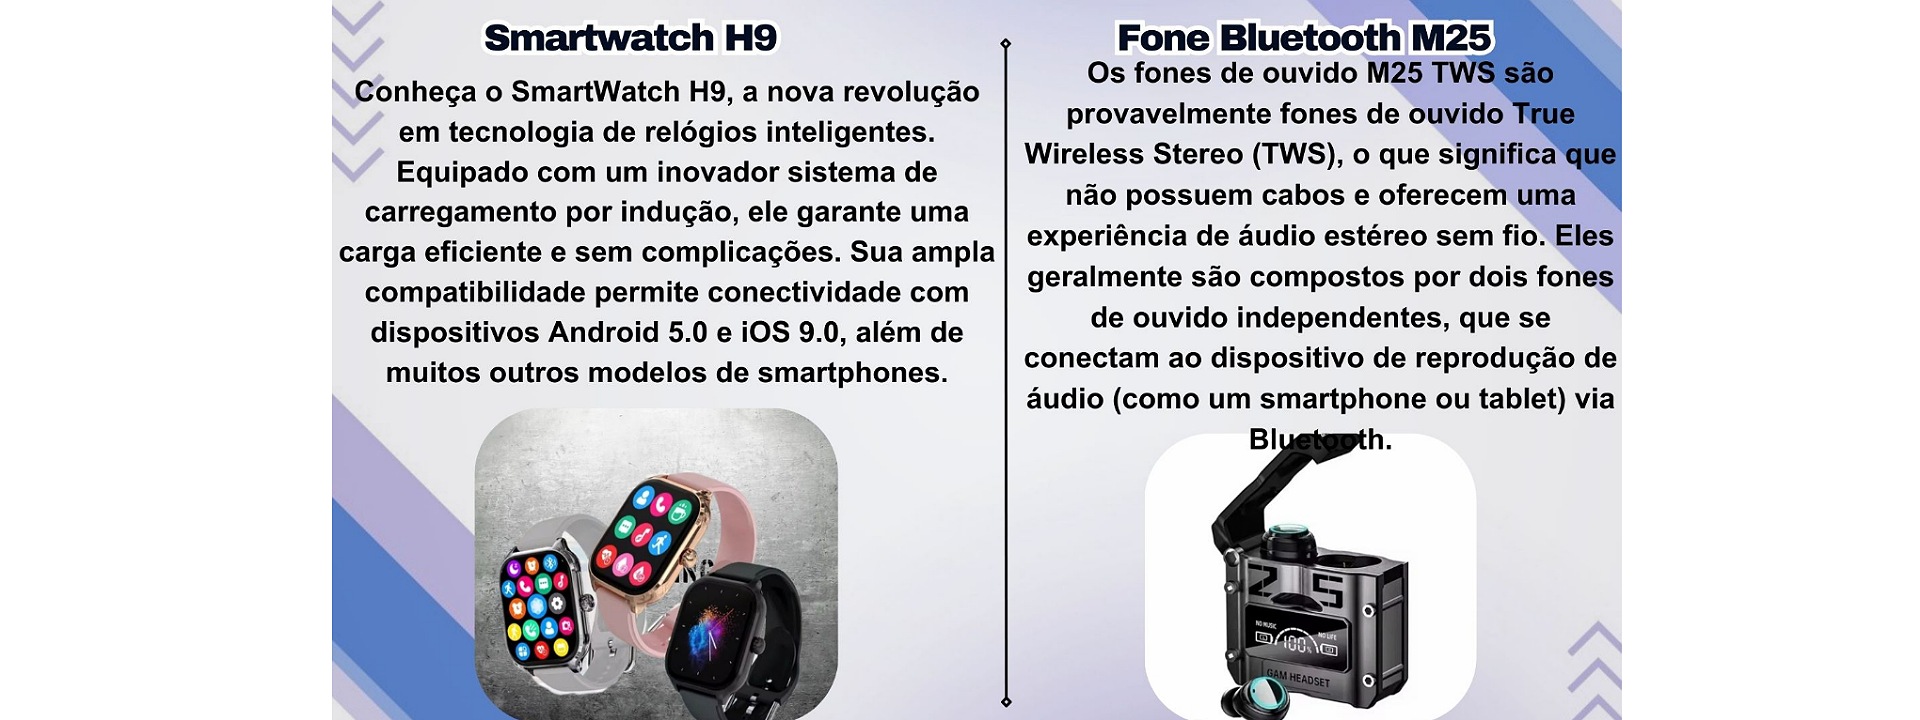 Smartwatch H9
Conheça o SmartWatch H9, a nova revolução
em tecnologia de relógios inteligentes.
Equipado com um inovador sistema de
carregamento por indução, ele garante uma
carga eficiente e sem complicações. Sua ampla
compatibilidade permite conectividade com
dispositivos Android 5.0 e iOS 9.0, além de
muitos outros modelos de smartphones.
Fone Bluetooth M25
Os fones de ouvido M25 TWS são
provavelmente fones de ouvido True
Wireless Stereo (TWS), o que significa que
não possuem cabos e oferecem uma
experiência de áudio estéreo sem fio. Eles
geralmente são compostos por dois fones
de ouvido independentes, que se
conectam ao dispositivo de reprodução de
áudio (como um smartphone ou tablet) via
Bluetooth.
25
NO MUSIC NO LIFE
100%
GAM HEADSET